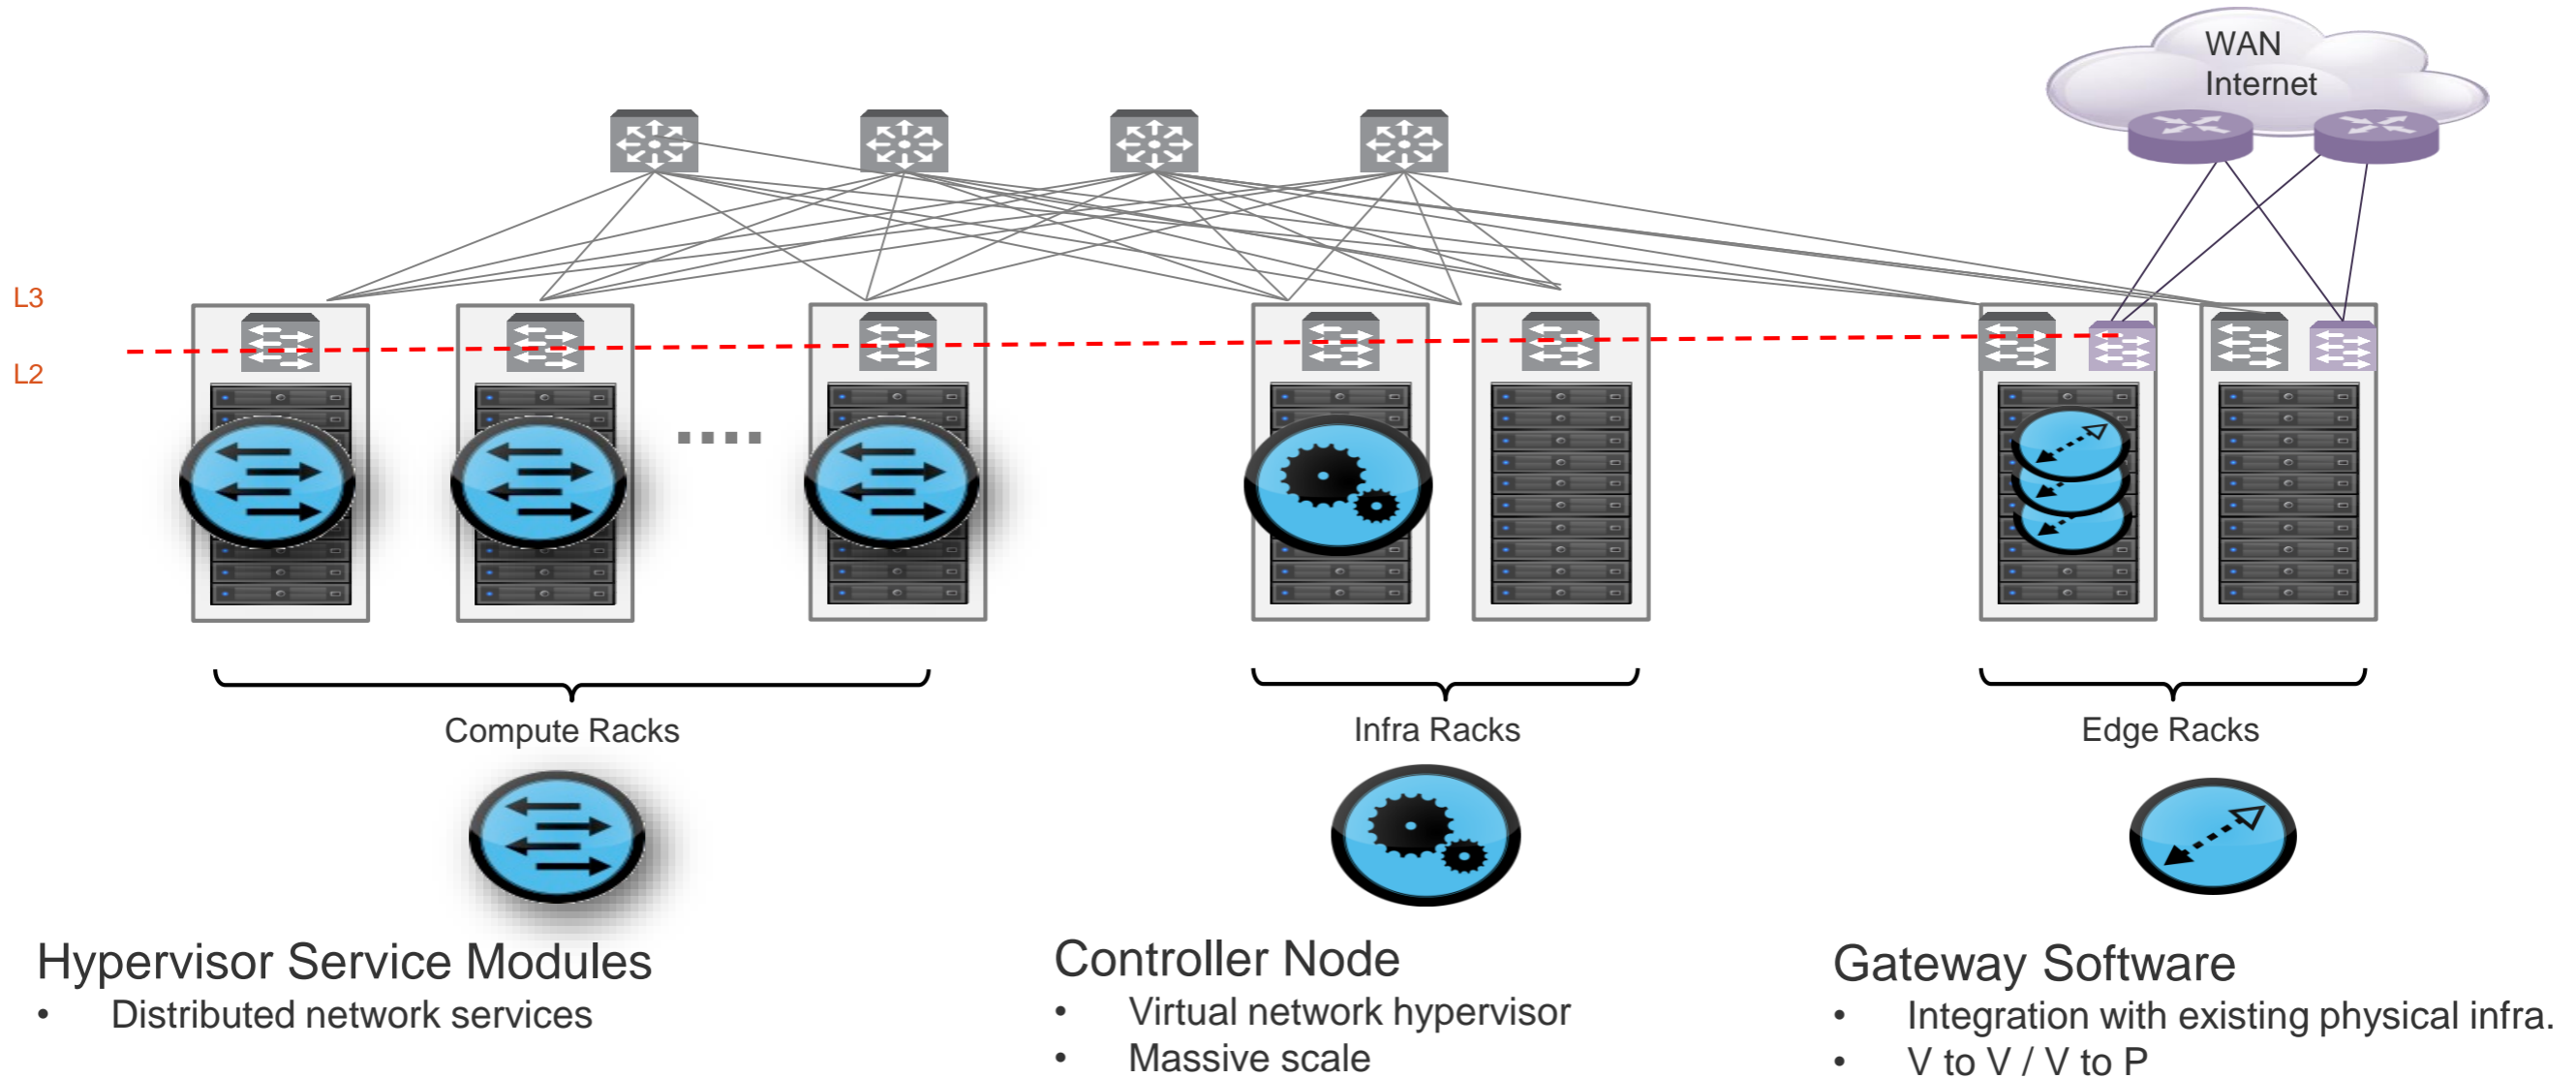 WAN
Internet
L3
L2
Compute Racks
Infra Racks
Edge Racks
Hypervisor Service Modules
• Distributed network services
Controller Node
• Virtual network hypervisor
• Massive scale
Gateway Software
• Integration with existing physical infra.
• V to V / V to P